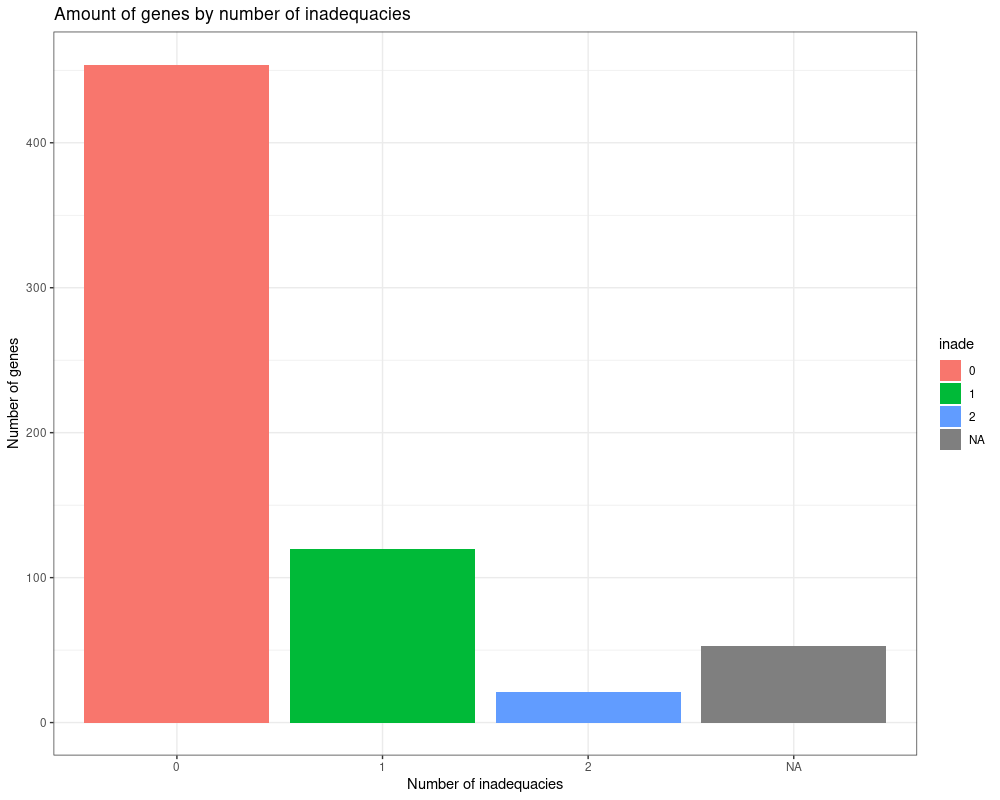 Amount of genes by number of inadequacies
Number of genes
400
300
200
100
0
0
1
2
NA
Number of inadequacies
inade
0
1
2
NA